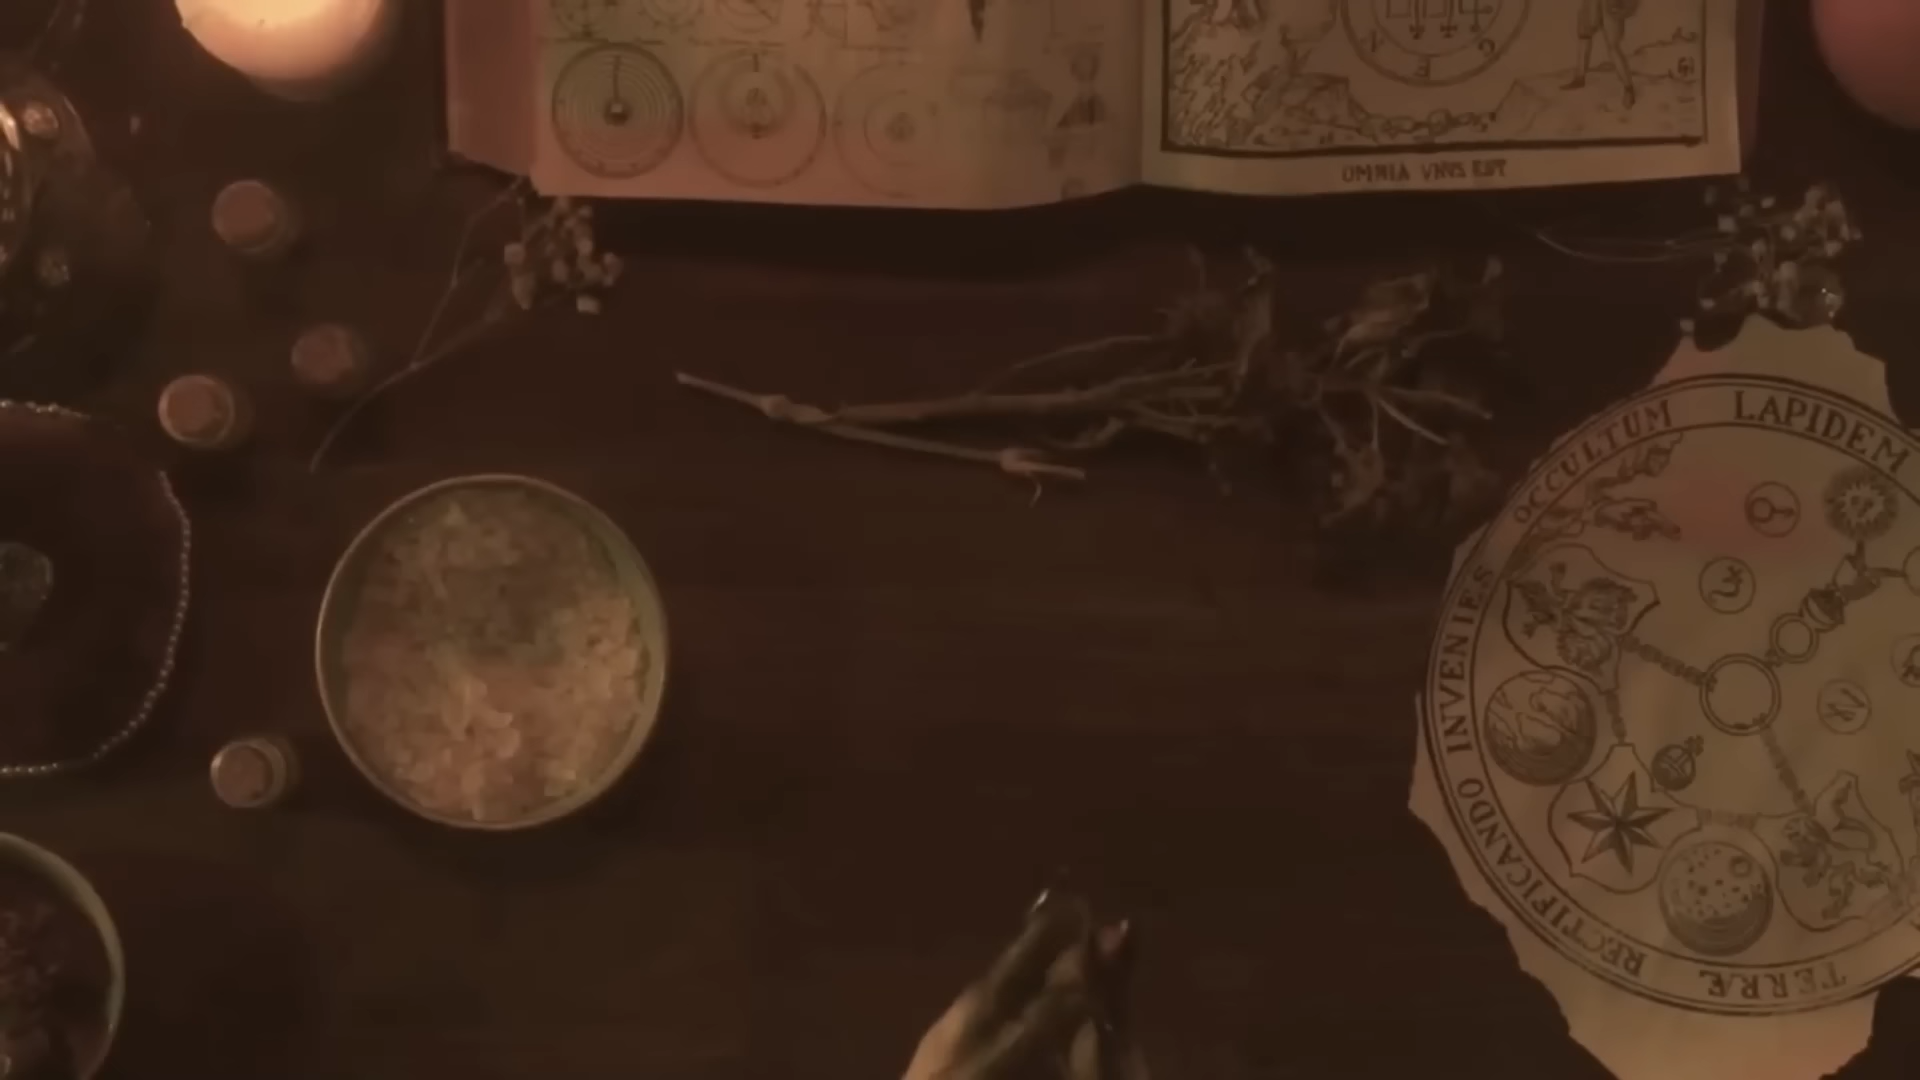 OMNIA VNVS EST
TERRÆ RECTIFICANDO INVENIES OCCULTUM LAPIDEM